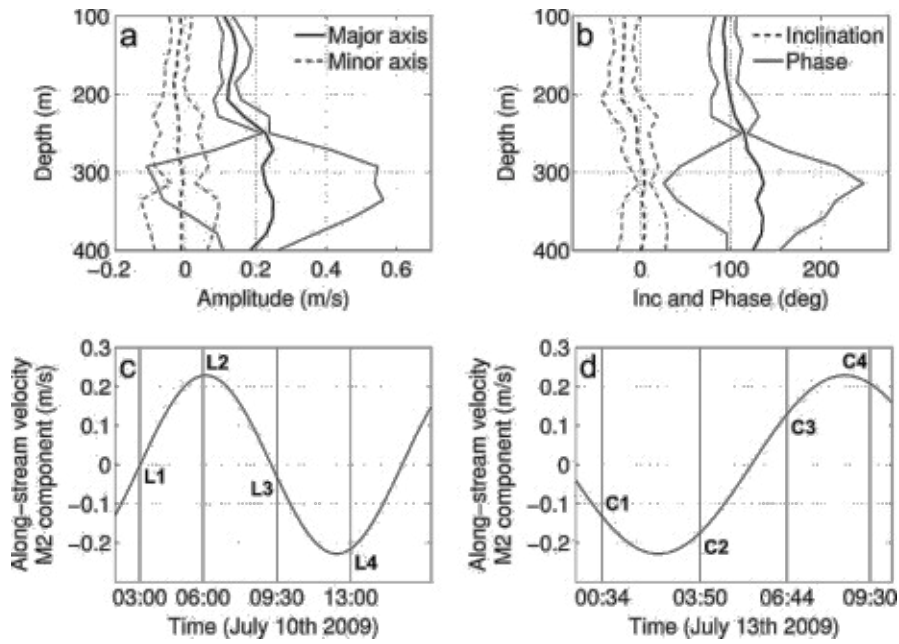 a
Major axis
Minor axis
100
200
300
400
Depth (m)
−0.2
0
0.2
0.4
0.6
Amplitude (m/s)
b
Inclination
Phase
100
200
300
400
Depth (m)
0
100
200
Inc and Phase (deg)
c
L1
L2
L3
L4
0.3
0.2
0.1
0
−0.1
−0.2
Along−stream velocity
M2 component (m/s)
03:00
06:00
09:30
13:00
Time (July 10th 2009)
d
C1
C2
C3
C4
0.3
0.2
0.1
0
−0.1
−0.2
Along−stream velocity
M2 component (m/s)
00:34
03:50
06:44
09:30
Time (July 13th 2009)